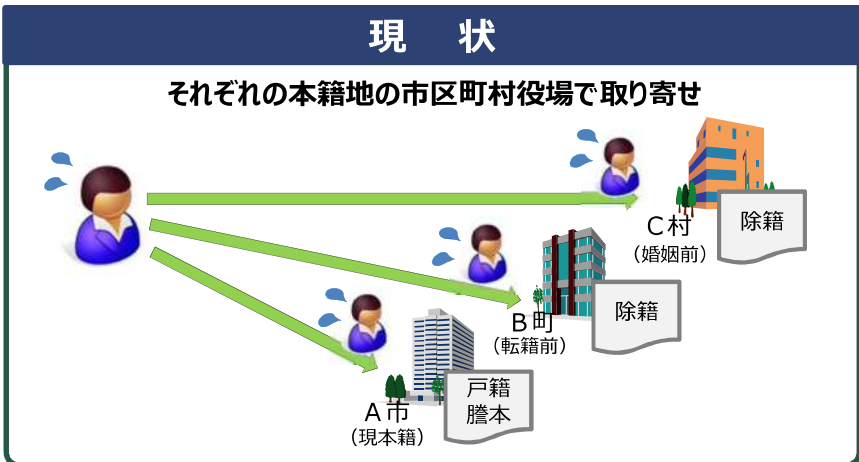 現 状
それぞれの本籍地の市区町村役場で取り寄せ
C村
(婚姻前)
除籍
B町
(転籍前)
除籍
A市
(現本籍)
戸籍
謄本